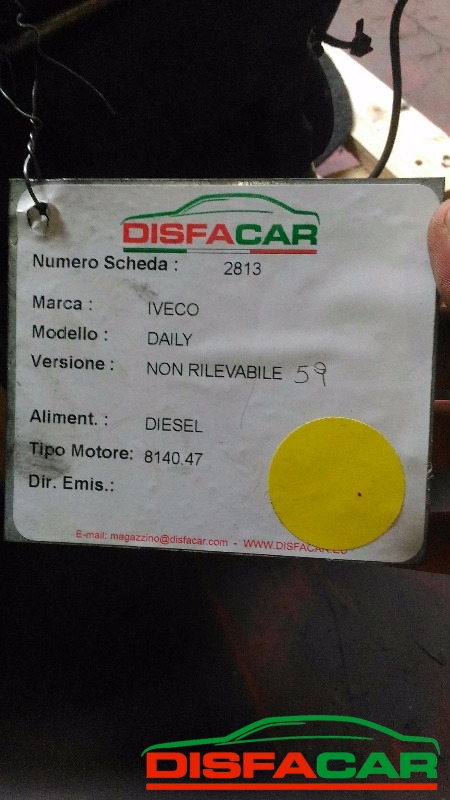 DISFACAR
Numero Scheda : 2813
Marca : IVECO
Modello : DAILY
Versione : NON RILEVABILE 59
Aliment. : DIESEL
Tipo Motore: 8140.47
Dir. Emis.:
E-mail: magazzino@disfacar.com - WWW.DISFACAR.EU
DISFACAR